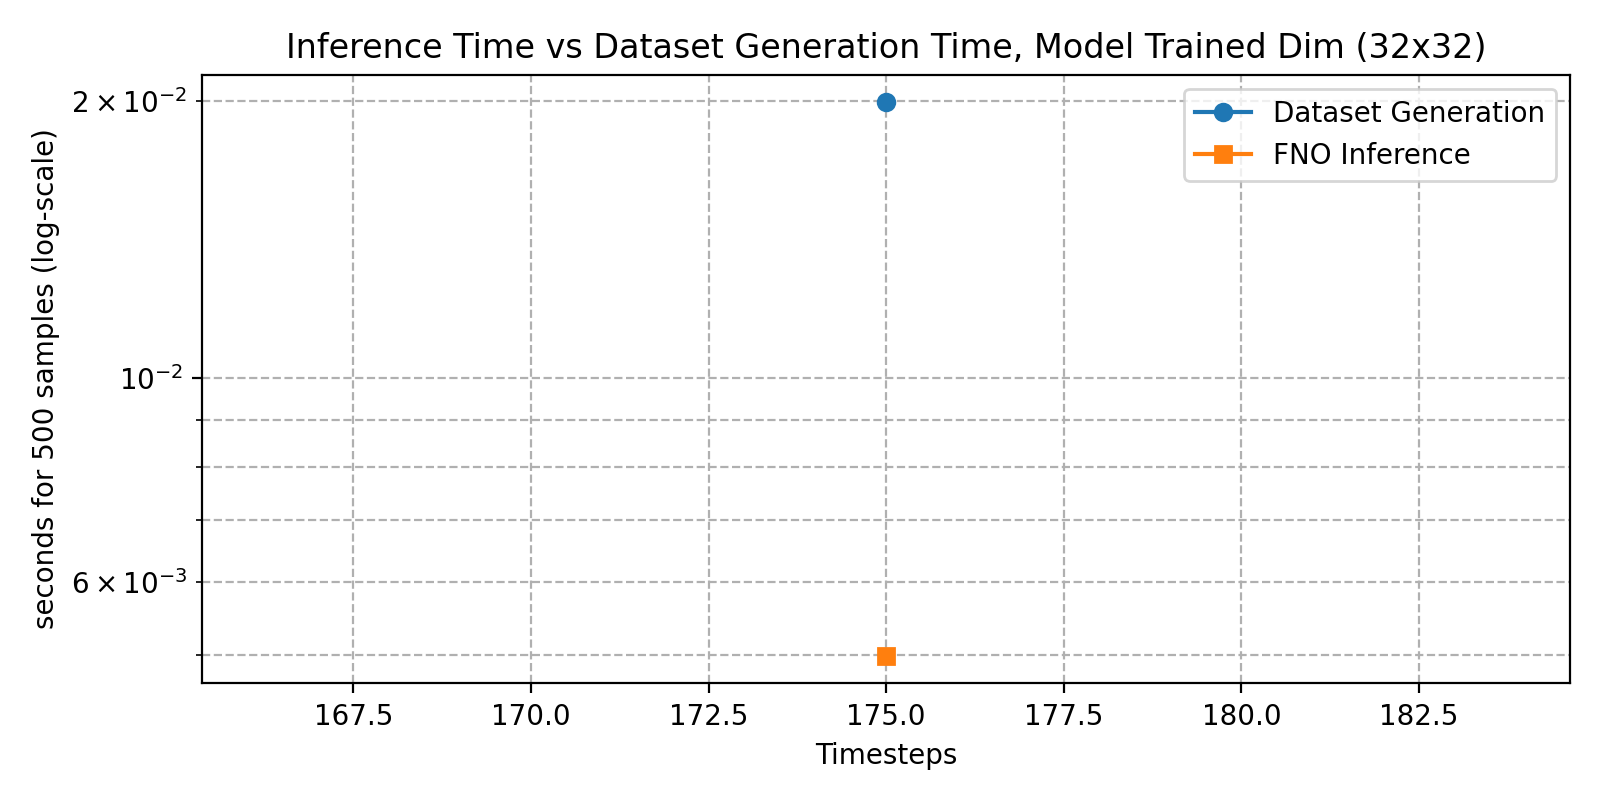 Inference Time vs Dataset Generation Time, Model Trained Dim (32x32)
seconds for 500 samples (log-scale)
2 × 10⁻²
10⁻²
6 × 10⁻³
Dataset Generation
FNO Inference
167.5 170.0 172.5 175.0 177.5 180.0 182.5
Timesteps